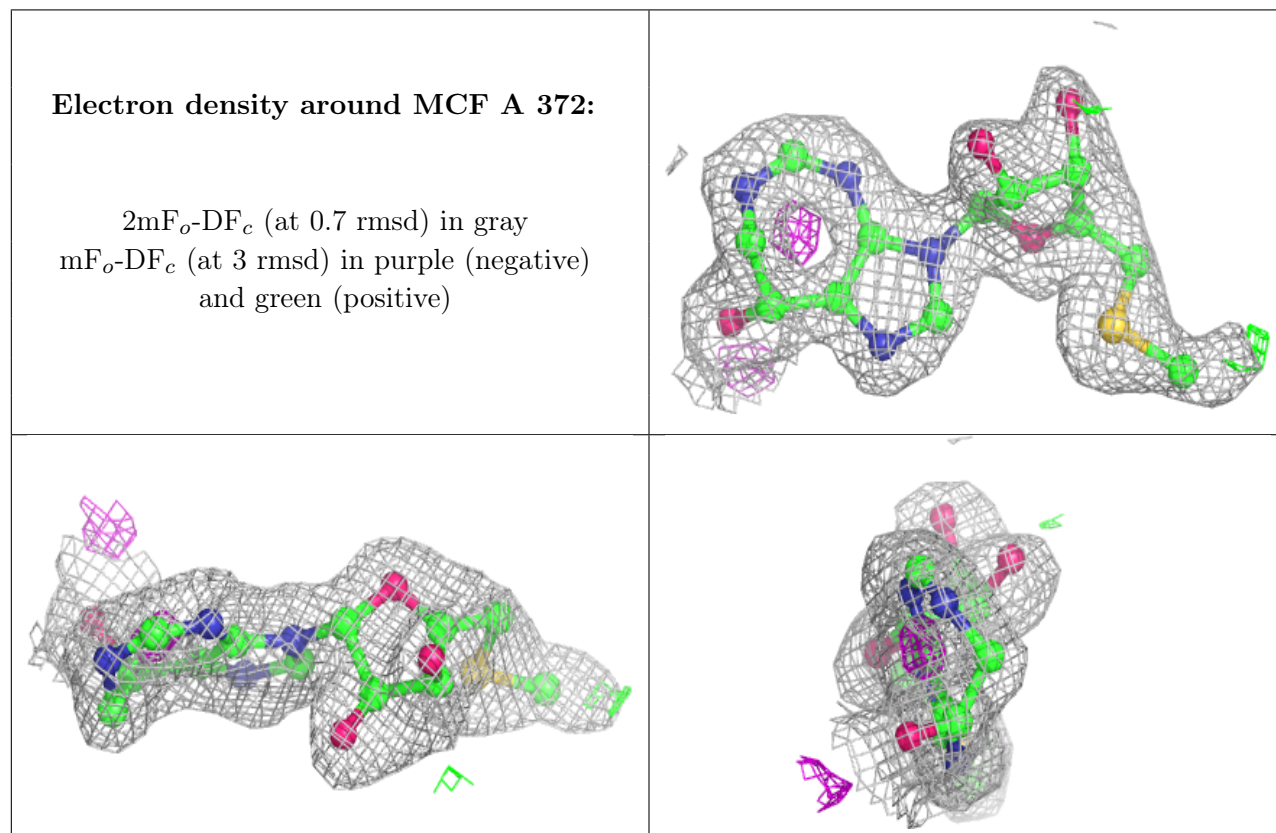 Electron density around MCF A 372:
2mFo-DFc (at 0.7 rmsd) in gray
mFo-DFc (at 3 rmsd) in purple (negative)
and green (positive)